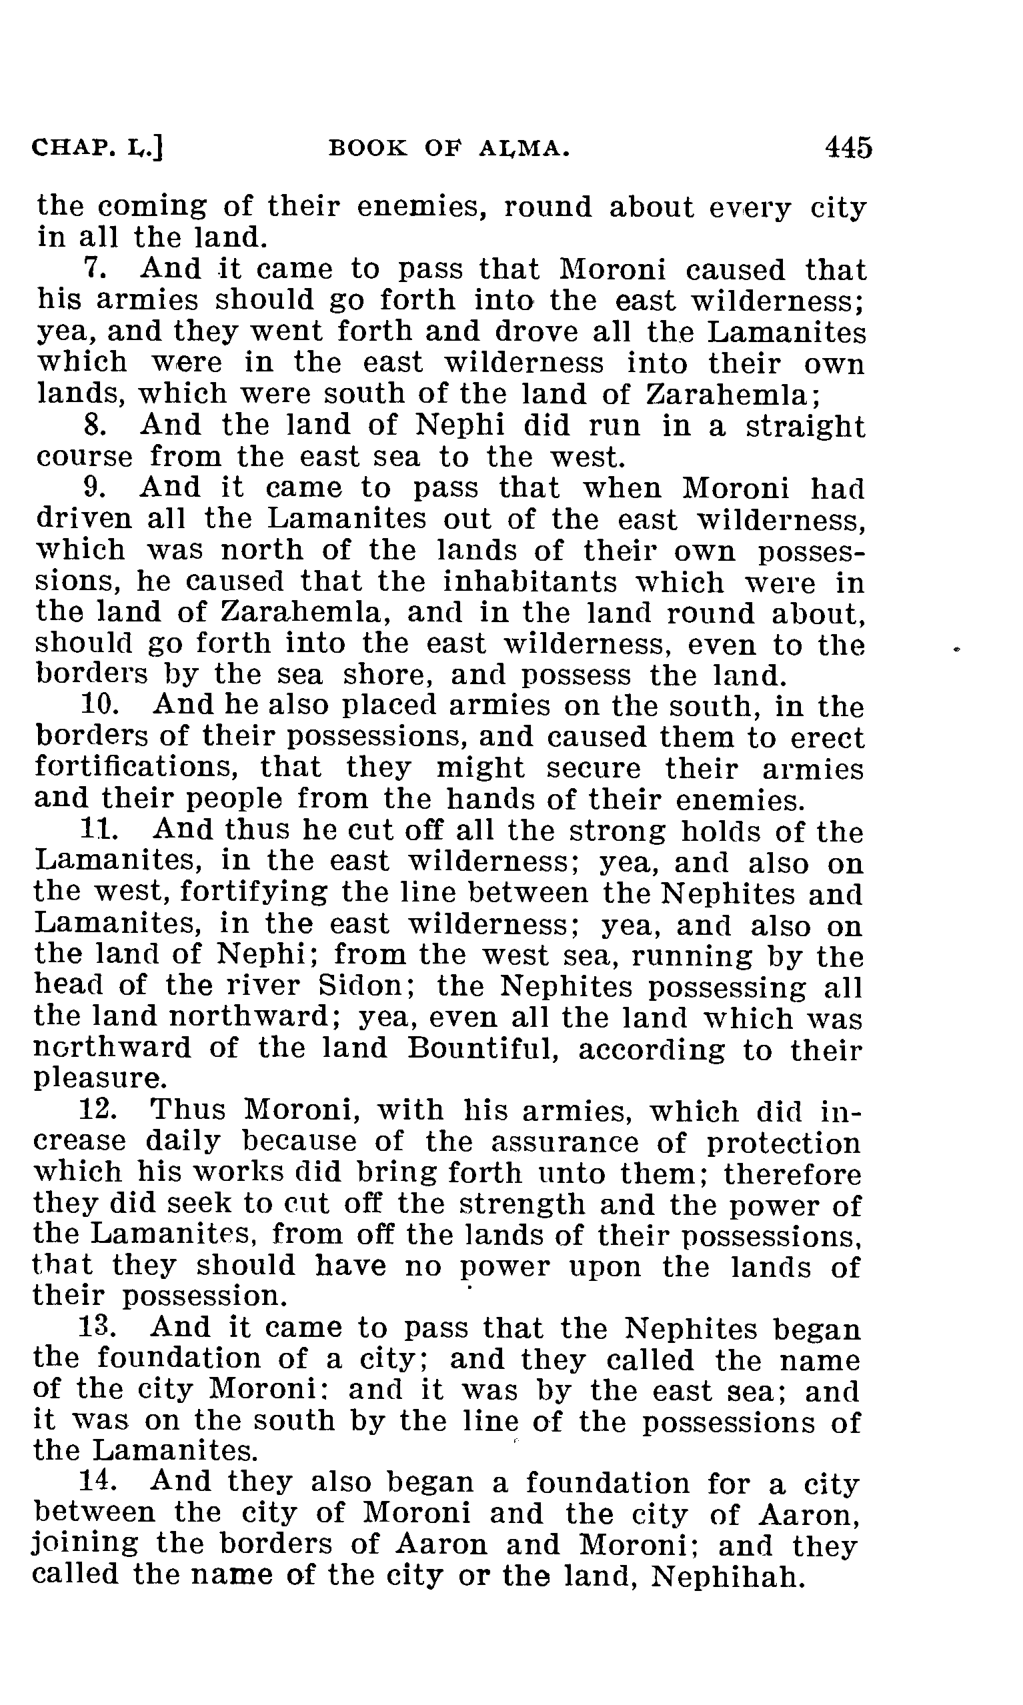 CHAP. L.] BOOK OF ALMA. 445
the coming of their enemies, round about every city
in all the land.
7. And it came to pass that Moroni caused that
his armies should go forth into the east wilderness;
yea, and they went forth and drove all the Lamanites
which were in the east wilderness into their own
lands, which were south of the land of Zarahemla;
8. And the land of Nephi did run in a straight
course from the east sea to the west.
9. And it came to pass that when Moroni had
driven all the Lamanites out of the east wilderness,
which was north of the lands of their own posses-
sions, he caused that the inhabitants which were in
the land of Zarahemla, and in the land round about,
should go forth into the east wilderness, even to the
borders by the sea shore, and possess the land.
10. And he also placed armies on the south, in the
borders of their possessions, and caused them to erect
fortifications, that they might secure their armies
and their people from the hands of their enemies.
11. And thus he cut off all the strong holds of the
Lamanites, in the east wilderness; yea, and also on
the west, fortifying the line between the Nephites and
Lamanites, in the east wilderness; yea, and also on
the land of Nephi; from the west sea, running by the
head of the river Sidon; the Nephites possessing all
the land northward; yea, even all the land which was
northward of the land Bountiful, according to their
pleasure.
12. Thus Moroni, with his armies, which did in-
crease daily because of the assurance of protection
which his works did bring forth unto them; therefore
they did seek to cut off the strength and the power of
the Lamanites, from off the lands of their possessions,
that they should have no power upon the lands of
their possession.
13. And it came to pass that the Nephites began
the foundation of a city; and they called the name
of the city Moroni: and it was by the east sea; and
it was on the south by the line of the possessions of
the Lamanites.
14. And they also began a foundation for a city
between the city of Moroni and the city of Aaron,
joining the borders of Aaron and Moroni; and they
called the name of the city or the land, Nephihah.